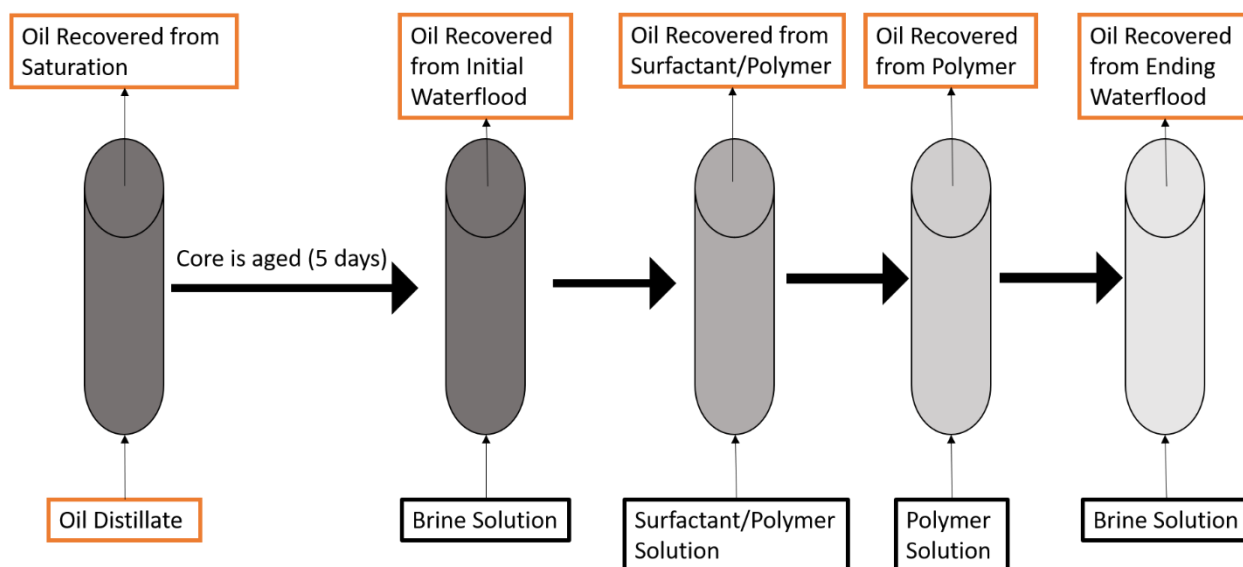 Oil Recovered from
Saturation
Oil Recovered
from Initial
Waterflood
Oil Recovered from
Surfactant/Polymer
Oil Recovered
from Polymer
Oil Recovered
from Ending
Waterflood
Core is aged (5 days)
Oil Distillate
Brine Solution
Surfactant/Polymer
Solution
Polymer
Solution
Brine Solution